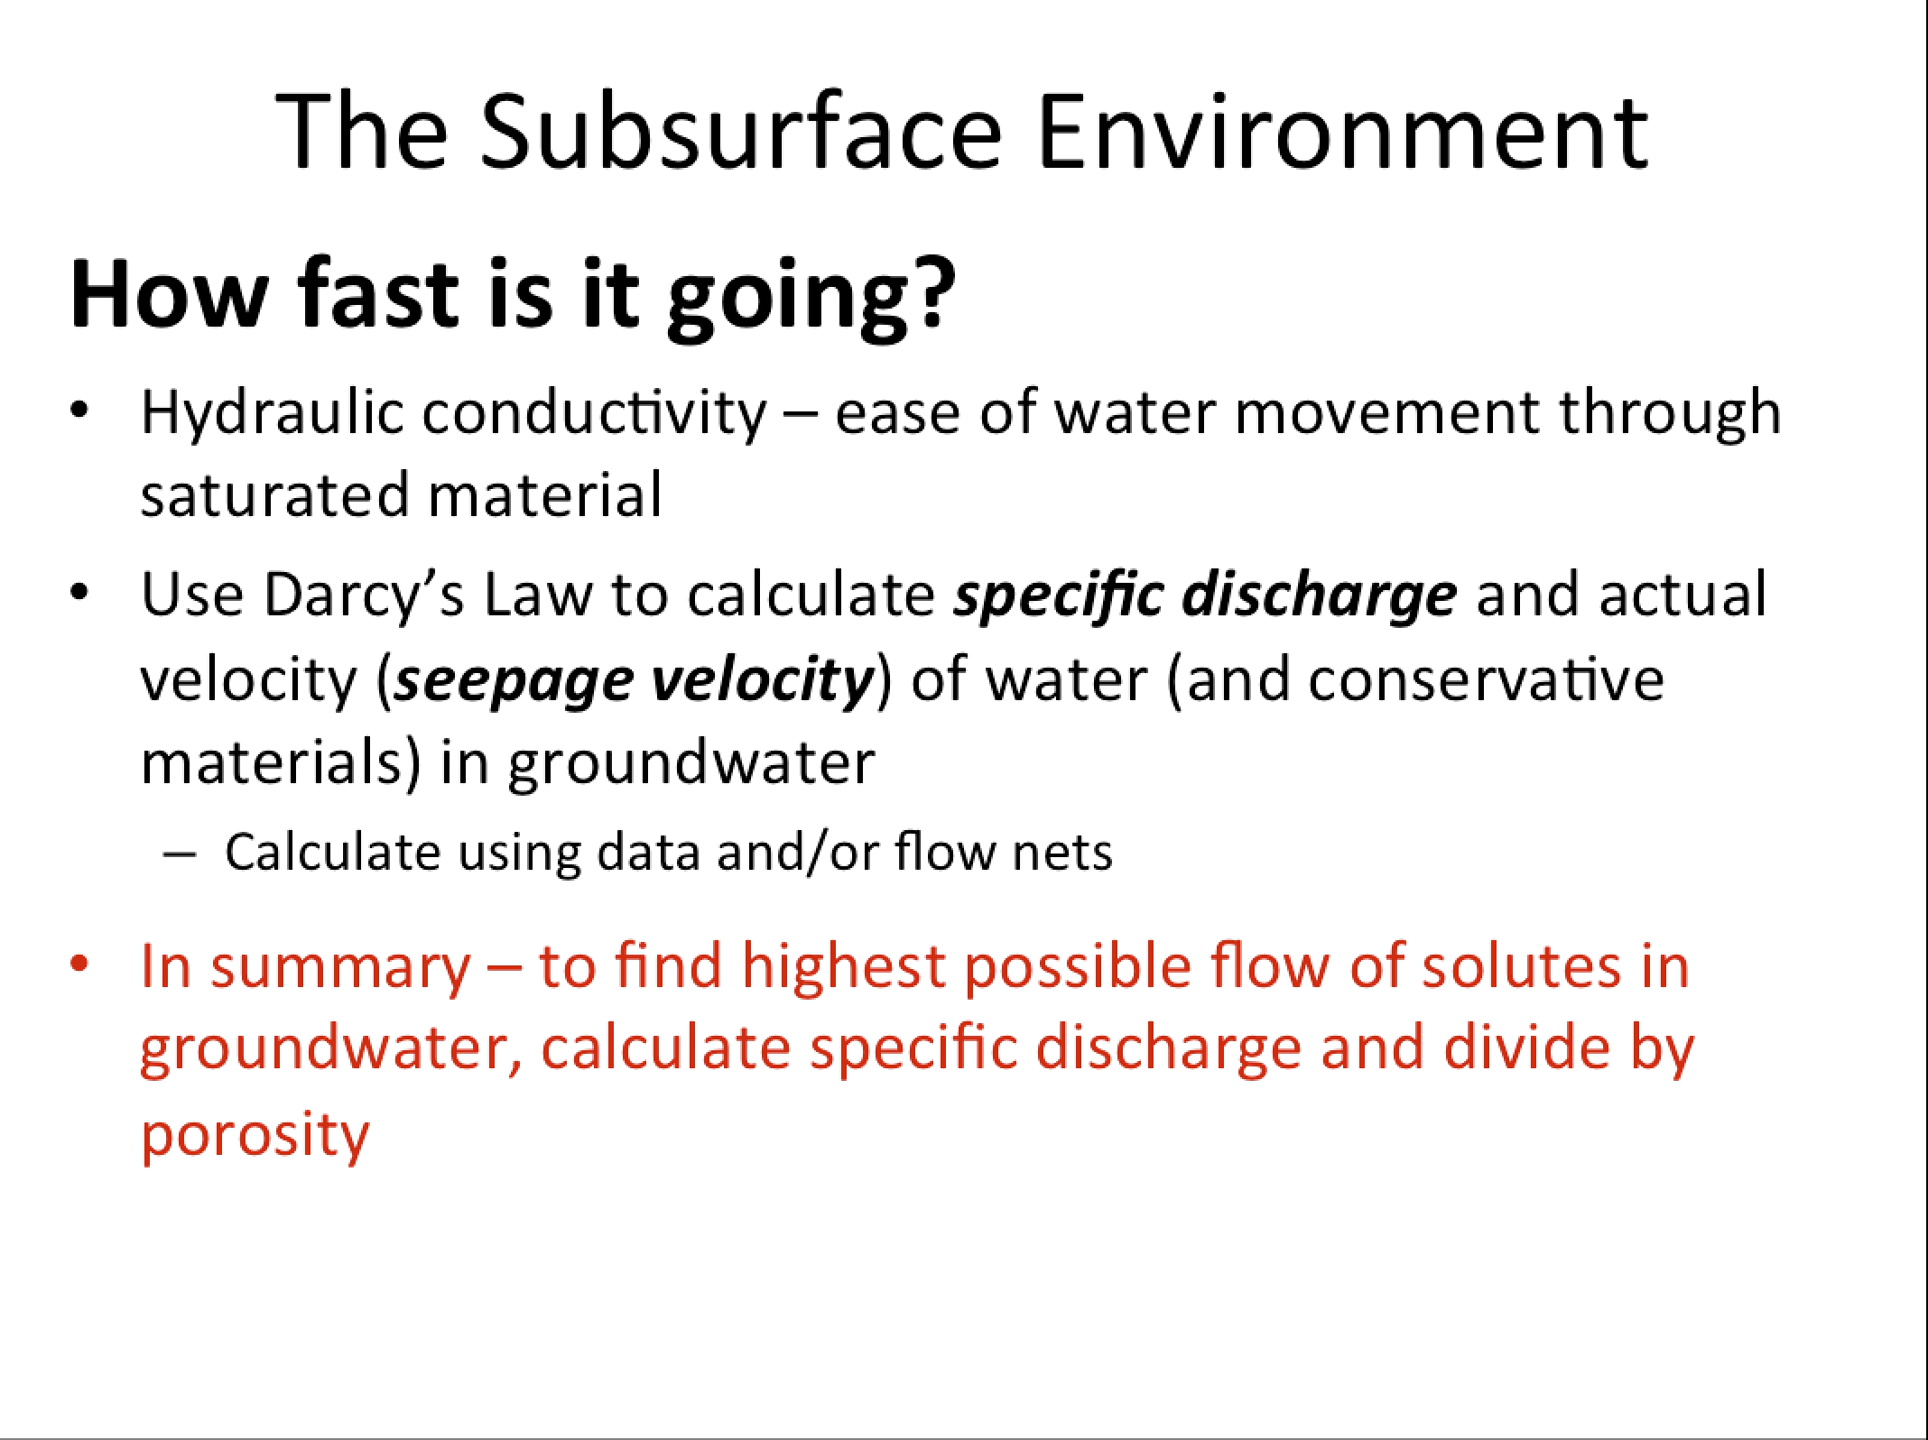 The Subsurface Environment
How fast is it going?
• Hydraulic conductivity – ease of water movement through
saturated material
• Use Darcy’s Law to calculate specific discharge and actual
velocity (seepage velocity) of water (and conservative
materials) in groundwater
– Calculate using data and/or flow nets
• In summary – to find highest possible flow of solutes in
groundwater, calculate specific discharge and divide by
porosity